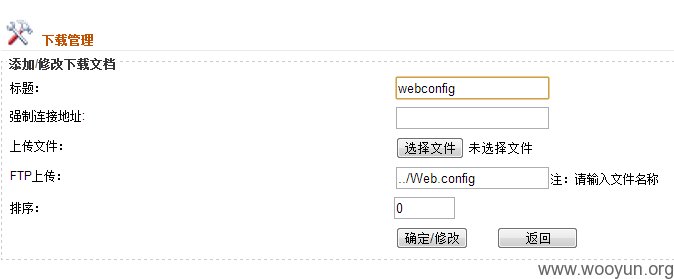 下载管理
添加/修改下载文档
标题： webconfig
强制连接地址:
上传文件： 选择文件 未选择文件
FTP上传： ../Web.config 注：请输入文件名称
排序： 0
确定/修改 返回
www.wooyun.org